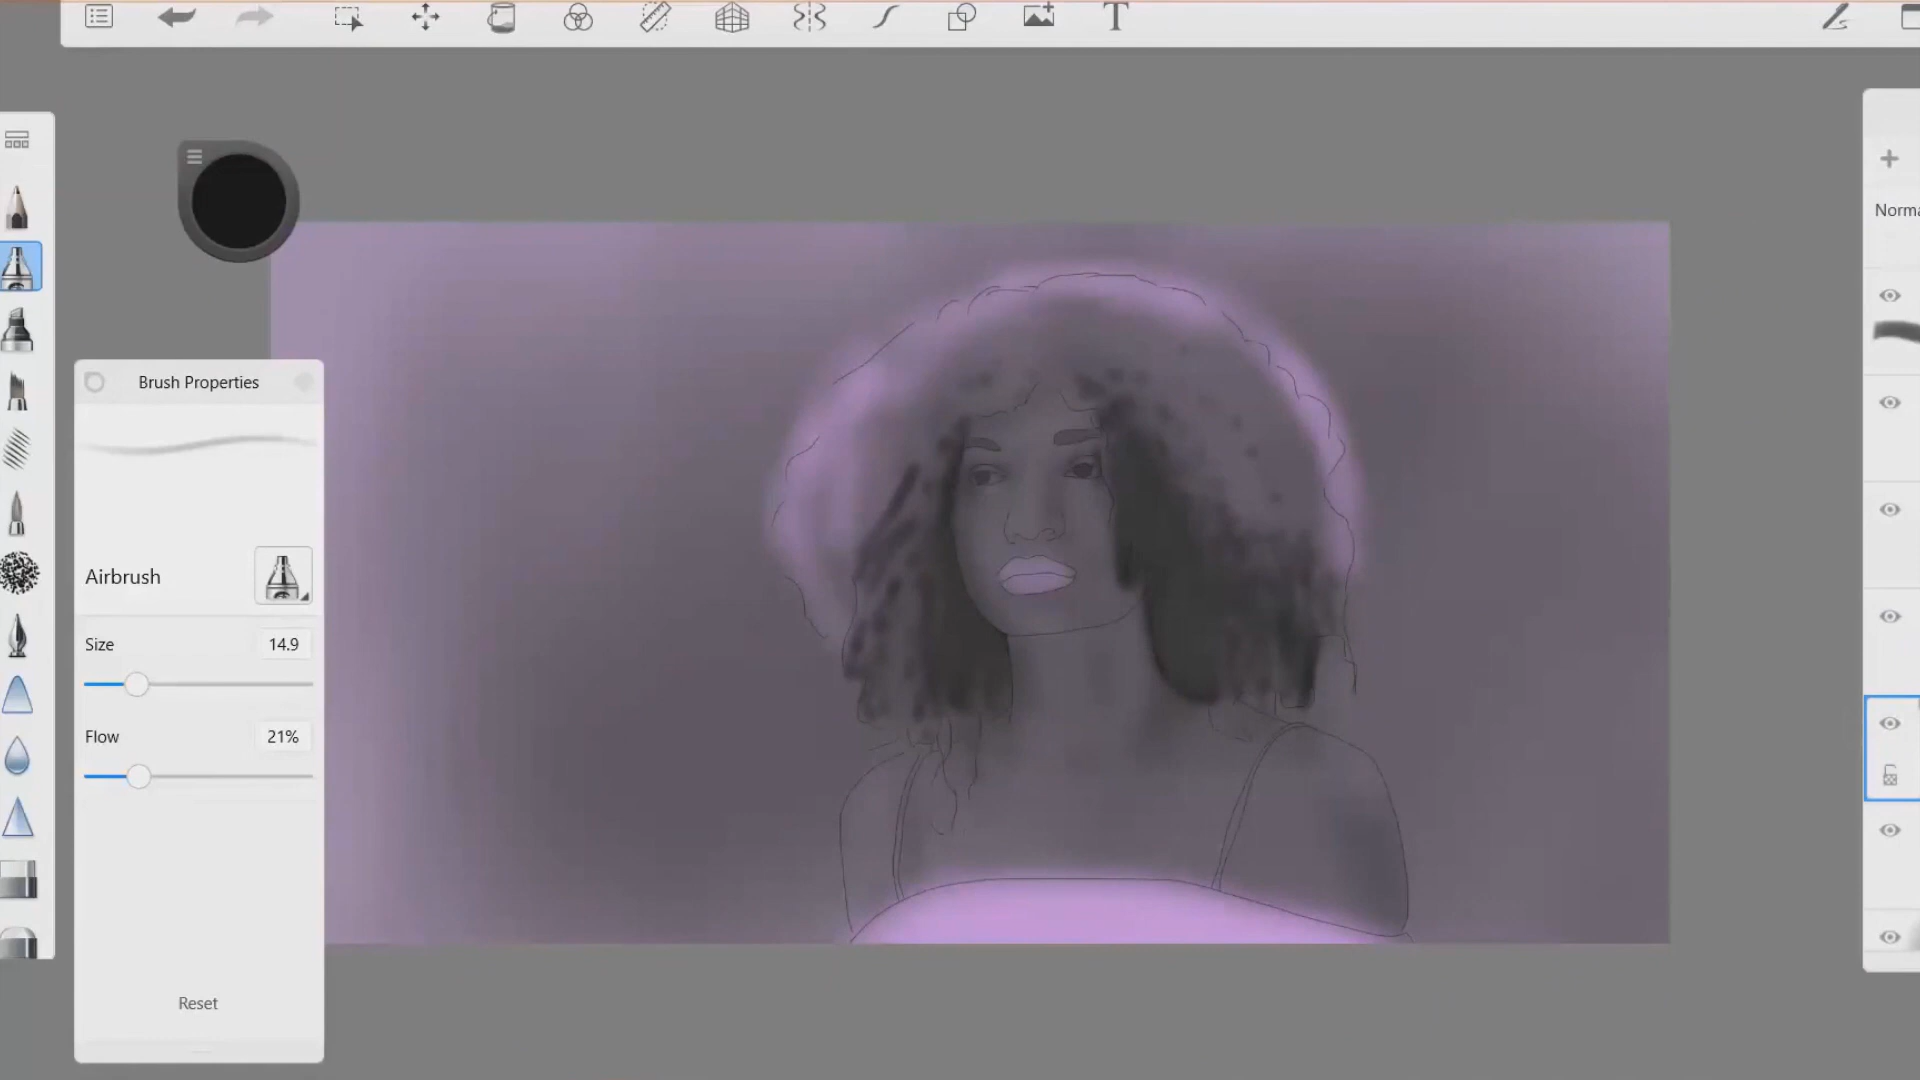 T
Norma
Brush Properties
Airbrush
Size 14.9
Flow 21%
Reset